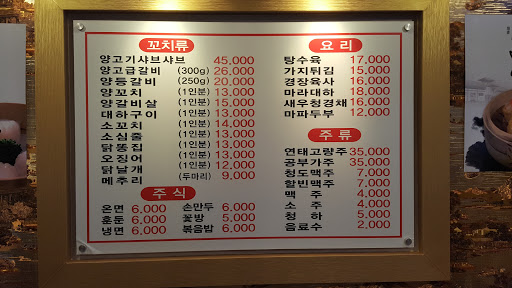 꼬치류
양고기샤브샤브 45,000
양고급갈비 (300g) 26,000
양등갈비 (250g) 20,000
양꼬치 (1인분) 13,000
양갈비살 (1인분) 15,000
대하구이 (1인분) 13,000
소꼬치 (1인분) 14,000
소심줄 (1인분) 13,000
닭똥집 (1인분) 13,000
오징어 (1인분) 13,000
닭날개 (1인분) 12,000
메추리 (두마리) 9,000
주식
온면 6,000 손만두 6,000
훈둔 6,000 꽃방 5,000
냉면 6,000 볶음밥 6,000
요리
탕수육 17,000
가지튀김 15,000
경장육사 16,000
마라대하 18,000
새우청경채 16,000
마파두부 12,000
주류
연태고량주 35,000
공부가주 35,000
칭도맥주 7,000
할빈맥주 7,000
맥주 4,000
소주 4,000
청하 5,000
음료수 2,000